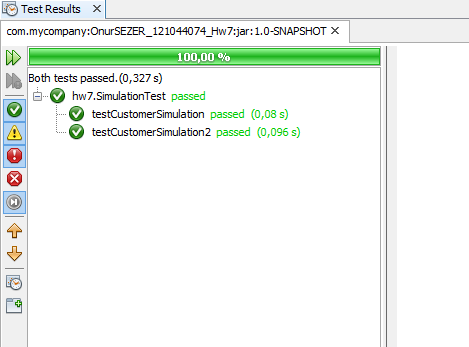 Test Results
com.mycompany:OnurSEZER_121044074_Hw7:jar:1.0-SNAPSHOT
100,00 %
Both tests passed.(0,327 s)
hw7.SimulationTest passed
testCustomerSimulation passed (0,08 s)
testCustomerSimulation2 passed (0,096 s)